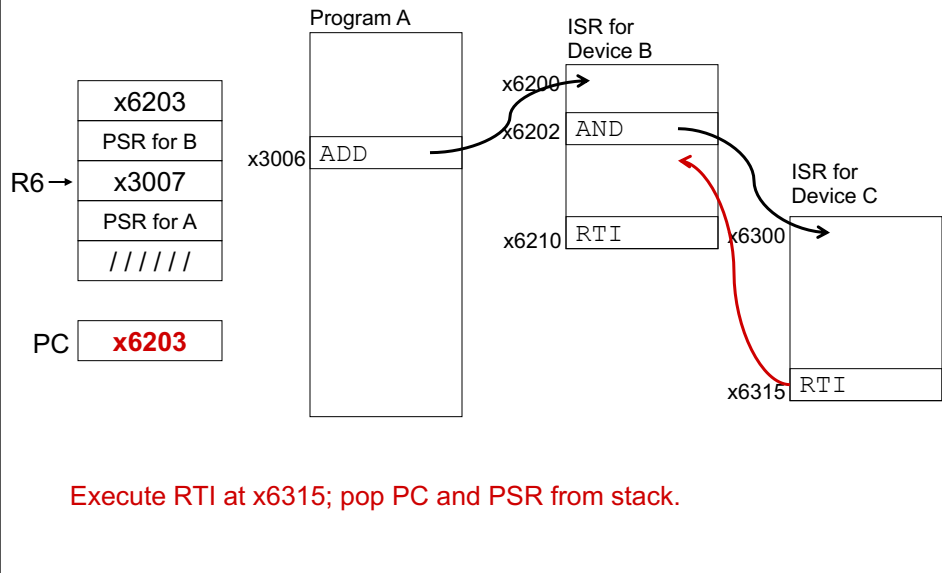 Program A
ISR for
Device B
x6200
x6203
PSR for B
x6202 AND
x3006 ADD
R6
x3007
ISR for
Device C
PSR for A
x6210 RTI
x6300
//////
PC x6203
x6315 RTI
Execute RTI at x6315; pop PC and PSR from stack.